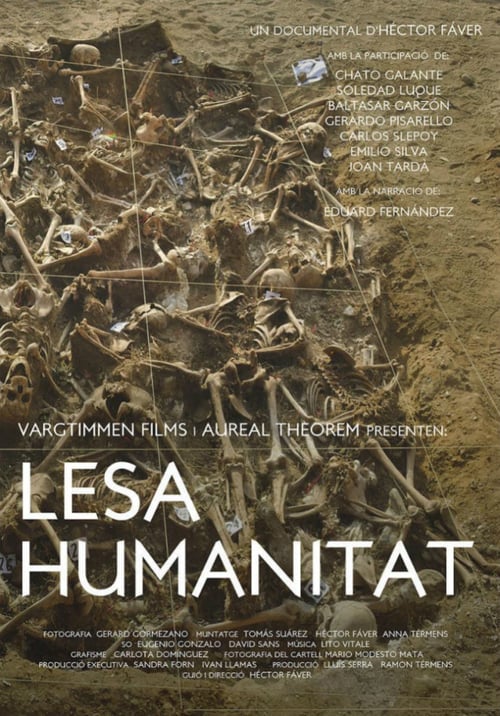 UN DOCUMENTAL D'HÉCTOR FÁVER
AMB LA PARTICIPACIÓ DE:
CHATO GALANTE
SOLEDAD LUQUE
BALTASAR GARZÓN
GERARDO PISARELLO
CARLOS SLEPOY
EMILIO SILVA
JOAN TARDÀ
AMB LA NARRACIÓ DE:
EDUARD FERNÁNDEZ
VARGTIMMEN FILMS I AUREAL THEOREM PRESENTEN:
LESA
HUMANITAT
FOTOGRAFIA GERARD GORMEZANO MUNTATGE TOMÁS SUÁREZ HÉCTOR FÁVER ANNA TÉRMENS
SO EUGENIO GONZALO DAVID SANS MÚSICA LITO VITALE
GRAFISME CARLOTA DOMÍNGUEZ FOTOGRAFIA DEL CARTELL MARIO MODESTO MATA
PRODUCCIÓ EXECUTIVA SANDRA FORN IVAN LLAMAS PRODUCCIÓ LLUÍS SERRA RAMON TÉRMENS
GUIÓ I DIRECCIÓ HÉCTOR FÁVER